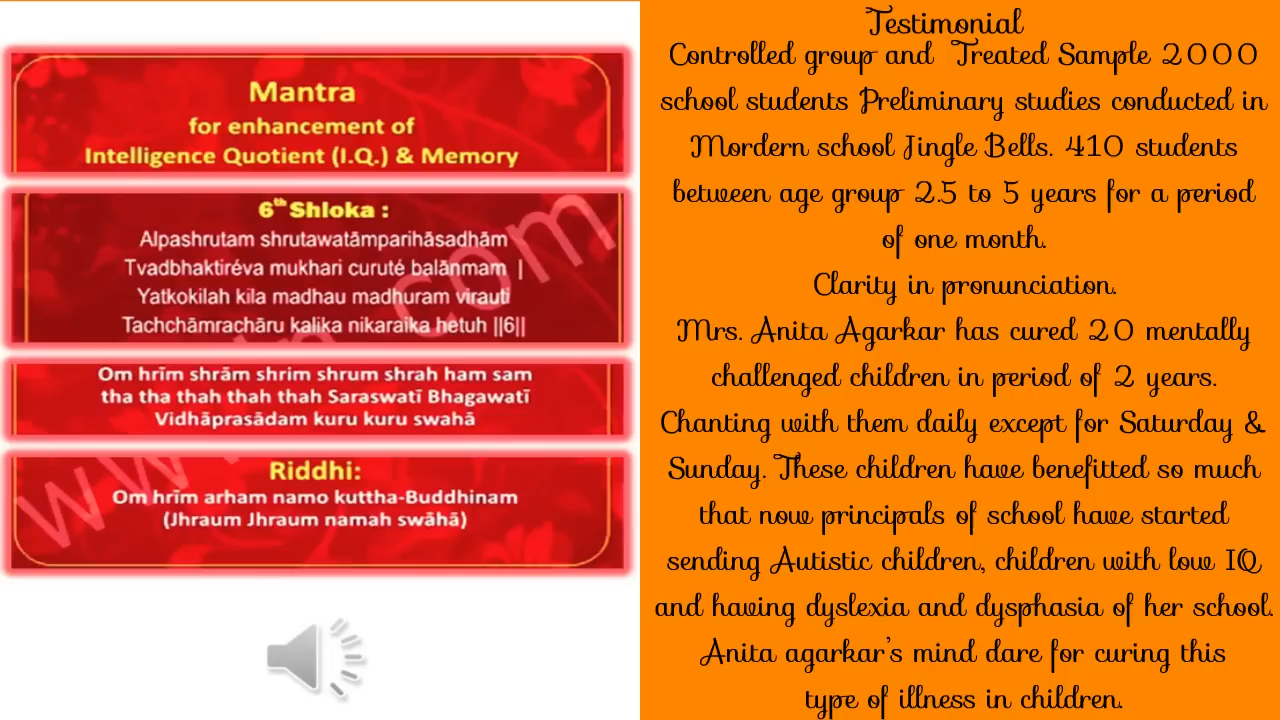 Mantra
for enhancement of
Intelligence Quotient (I.Q.) & Memory
6th Shloka :
Alpashrutam shrutawatāmparihāsadhām
Tvadbhaktiréva mukhari curuté balānmam |
Yatkokilah kila madhau madhuram virauti
Tachchāmrachāru kalika nikaraika hetuh ||6||
Om hrīm shrām shrim shrum shrah ham sam
tha tha thah thah thah Saraswatī Bhagawatī
Vidhāprasādam kuru kuru swahā
Riddhi:
Om hrīm arham namo kuttha-Buddhinam
(Jhraum Jhraum namah swāhā)
Testimonial
Controlled group and Treated Sample 2000
school students Preliminary studies conducted in
Mordern school Jingle Bells. 410 students
between age group 2.5 to 5 years for a period
of one month.
Clarity in pronunciation.
Mrs. Anita Agarkar has cured 20 mentally
challenged children in period of 2 years.
Chanting with them daily except for Saturday &
Sunday. These children have benefitted so much
that now principals of school have started
sending Autistic children, children with low IQ
and having dyslexia and dysphasia of her school.
Anita agarkar's mind dare for curing this
type of illness in children.